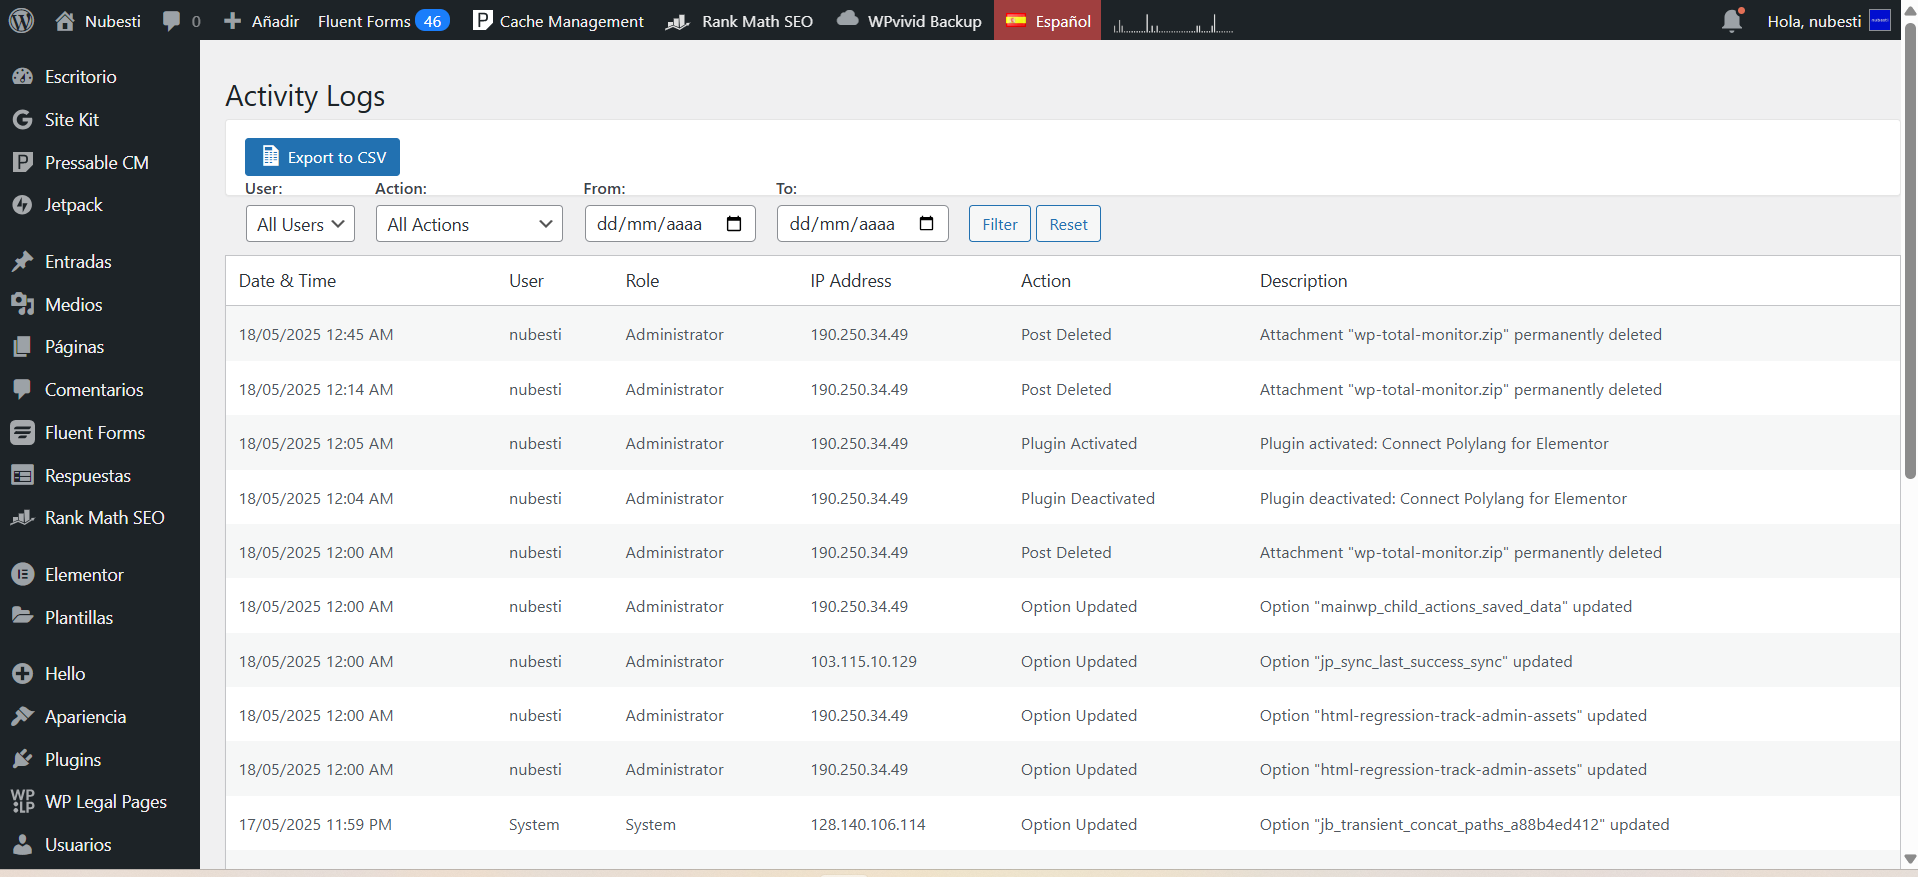 Nubesti 0 Añadir Fluent Forms 46 Cache Management Rank Math SEO WPvivid Backup Español Hola, nubesti
Escritorio
Site Kit
Pressable CM
Jetpack
Entradas
Medios
Páginas
Comentarios
Fluent Forms
Respuestas
Rank Math SEO
Elementor
Plantillas
Hello
Apariencia
Plugins
WP Legal Pages
Usuarios
Activity Logs
Export to CSV
User: Action: From: To:
All Users All Actions dd/mm/aaaa dd/mm/aaaa Filter Reset
Date & Time User Role IP Address Action Description
18/05/2025 12:45 AM nubesti Administrator 190.250.34.49 Post Deleted Attachment "wp-total-monitor.zip" permanently deleted
18/05/2025 12:14 AM nubesti Administrator 190.250.34.49 Post Deleted Attachment "wp-total-monitor.zip" permanently deleted
18/05/2025 12:05 AM nubesti Administrator 190.250.34.49 Plugin Activated Plugin activated: Connect Polylang for Elementor
18/05/2025 12:04 AM nubesti Administrator 190.250.34.49 Plugin Deactivated Plugin deactivated: Connect Polylang for Elementor
18/05/2025 12:00 AM nubesti Administrator 190.250.34.49 Post Deleted Attachment "wp-total-monitor.zip" permanently deleted
18/05/2025 12:00 AM nubesti Administrator 190.250.34.49 Option Updated Option "mainwp_child_actions_saved_data" updated
18/05/2025 12:00 AM nubesti Administrator 103.115.10.129 Option Updated Option "jp_sync_last_success_sync" updated
18/05/2025 12:00 AM nubesti Administrator 190.250.34.49 Option Updated Option "html-regression-track-admin-assets" updated
18/05/2025 12:00 AM nubesti Administrator 190.250.34.49 Option Updated Option "html-regression-track-admin-assets" updated
17/05/2025 11:59 PM System System 128.140.106.114 Option Updated Option "jb_transient_concat_paths_a88b4ed412" updated